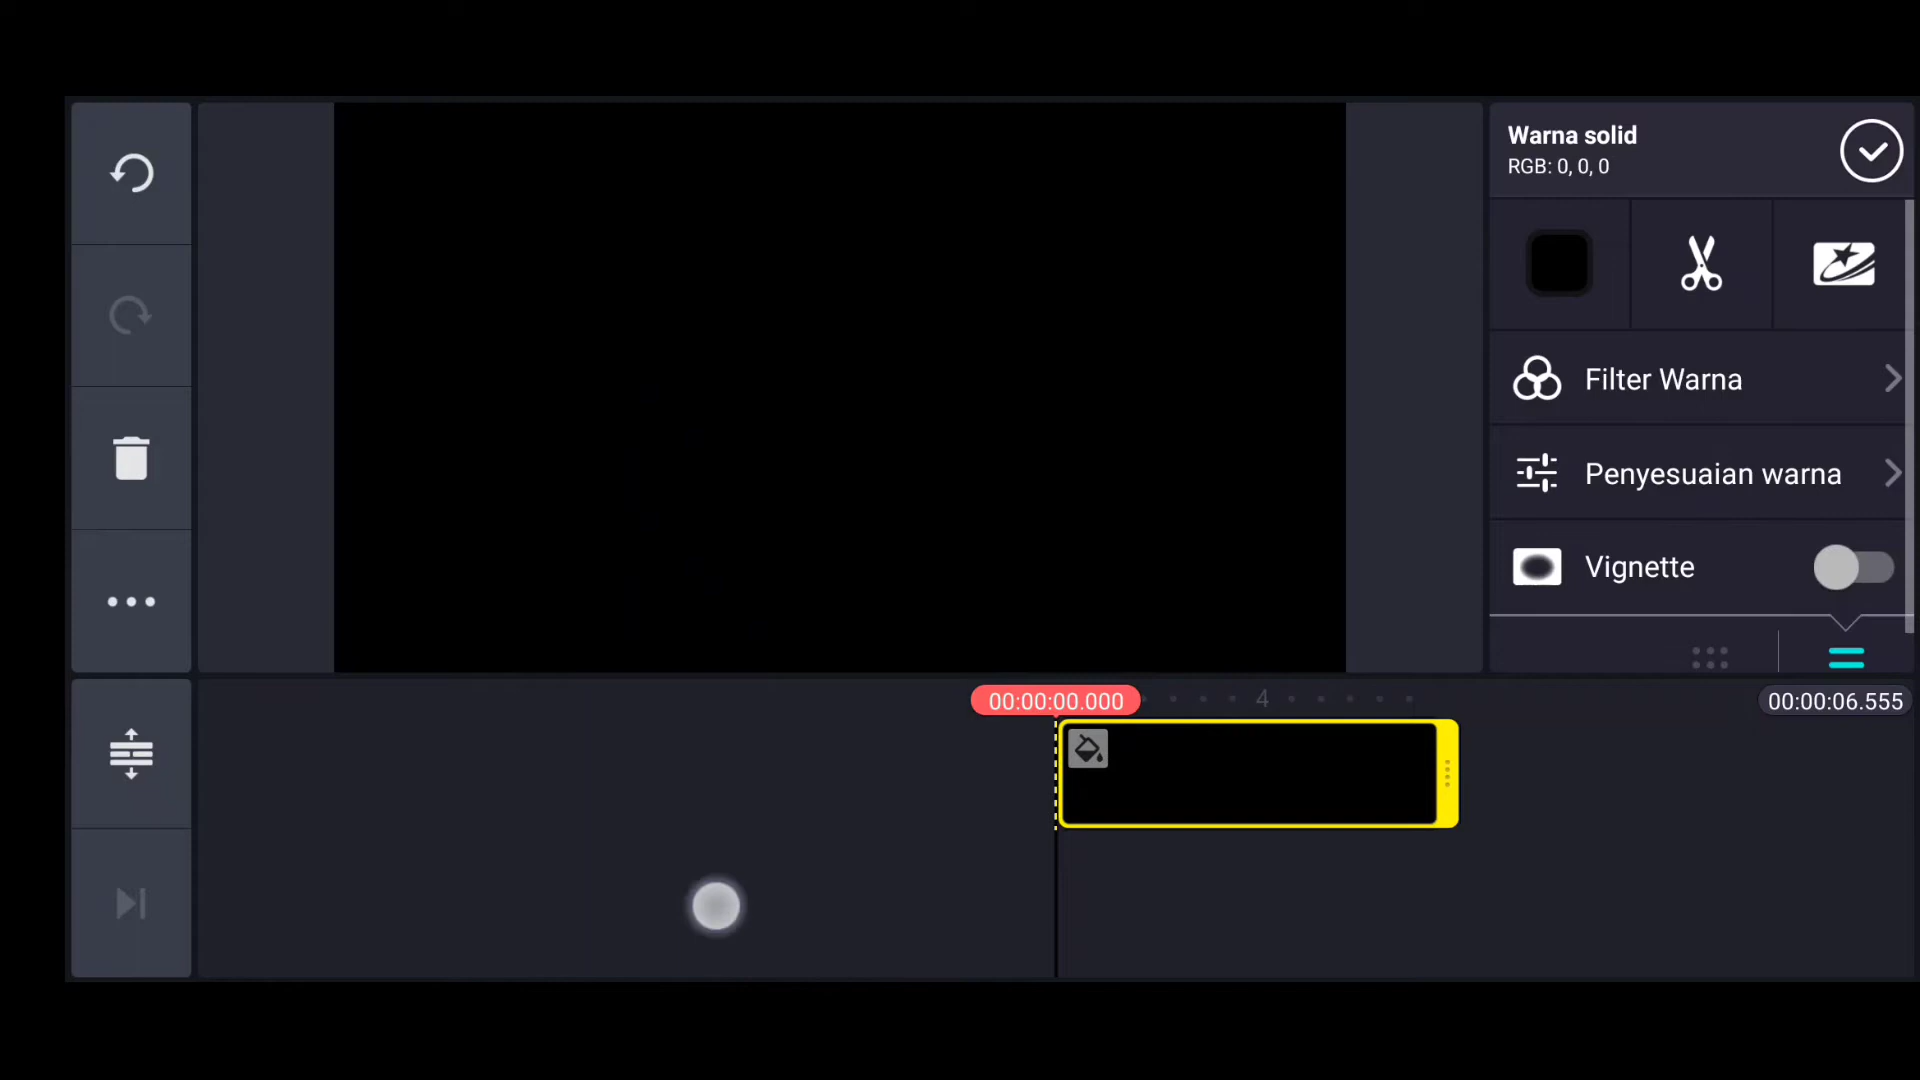 Warna solid
RGB: 0, 0, 0
Filter Warna
Penyesuaian warna
Vignette
00:00:00.000
4
00:00:06.555